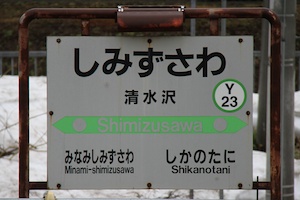 しみずさわ
清水沢
Y
23
Shimizusawa
みなみしみずさわ
Minami-shimizusawa
しかのたに
Shikanotani